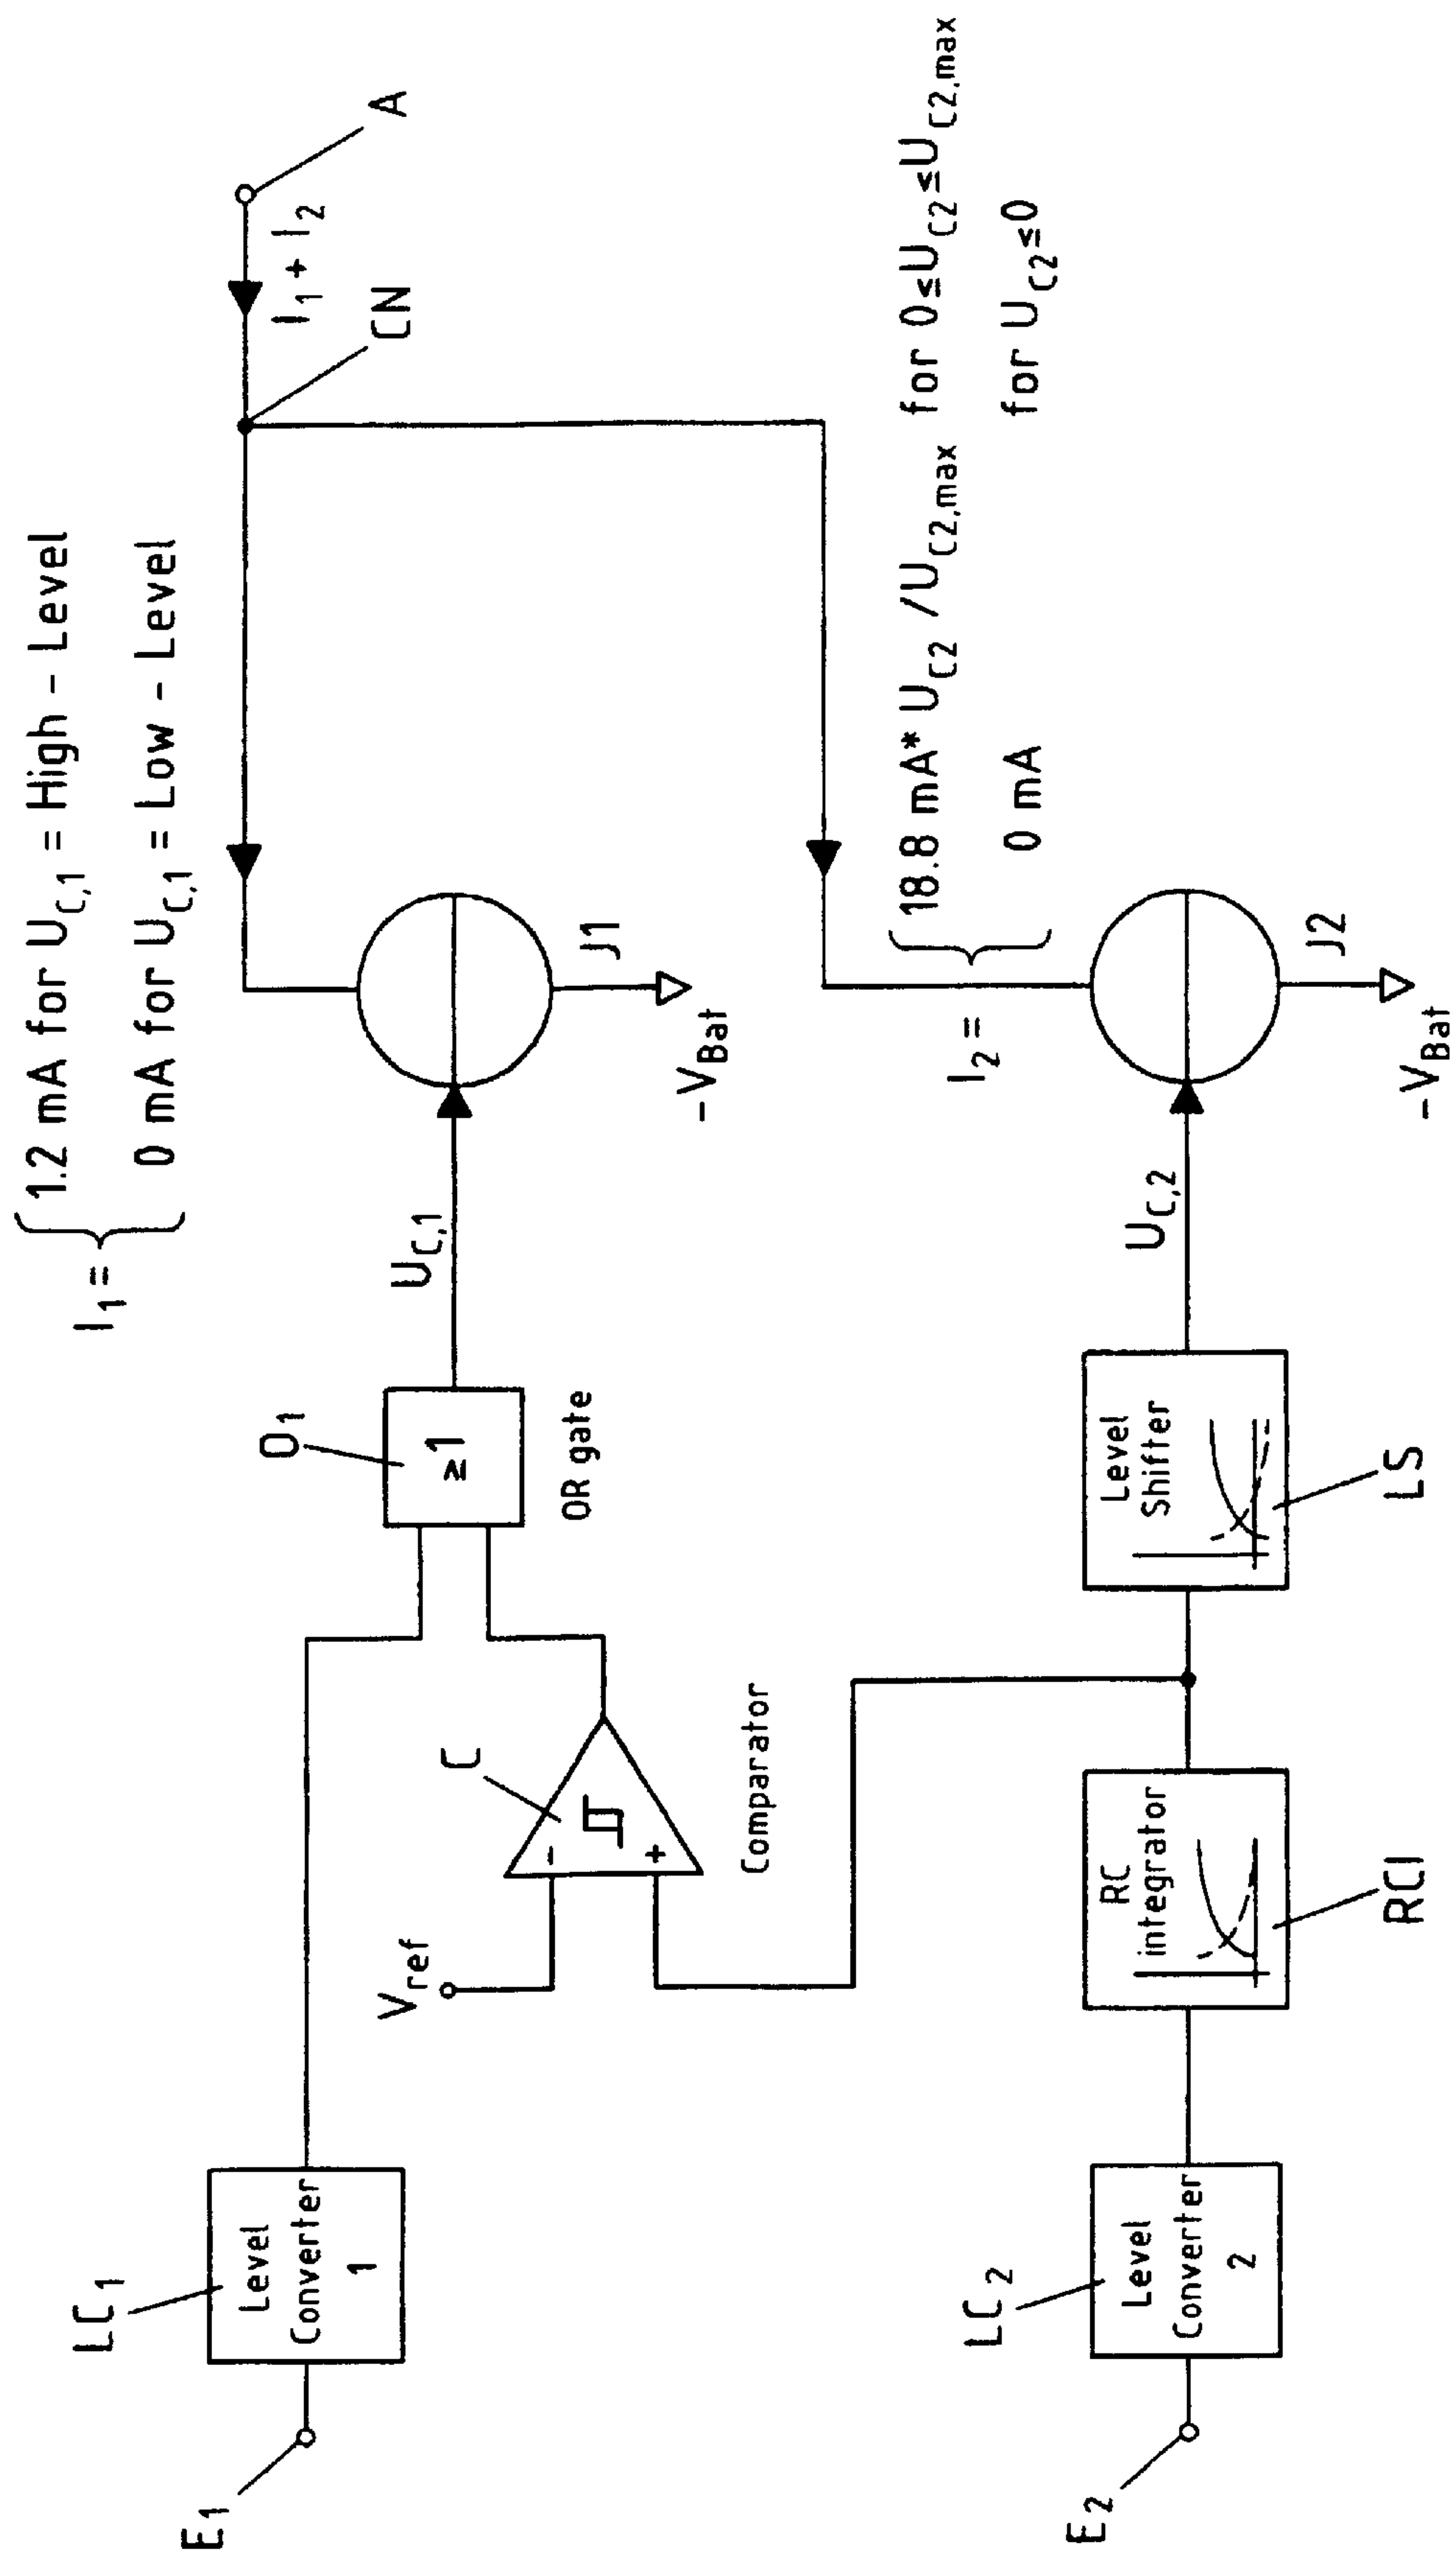 I1 =
1.2 mA for UC,1 = High - Level
0 mA for UC,1 = Low - Level
A
I1 + I2
CN
E1
LC1
Level
Converter
1
Vref
C
-
+
Comparator
O1
≥1
OR gate
UC,1
J1
-VBat
I2 =
18.8 mA* UC2 /UC2,max for 0≤UC2≤UC2,max
0 mA for UC2≤0
E2
LC2
Level
Converter
2
RC
integrator
RCI
Level
Shifter
LS
UC,2
J2
-VBat